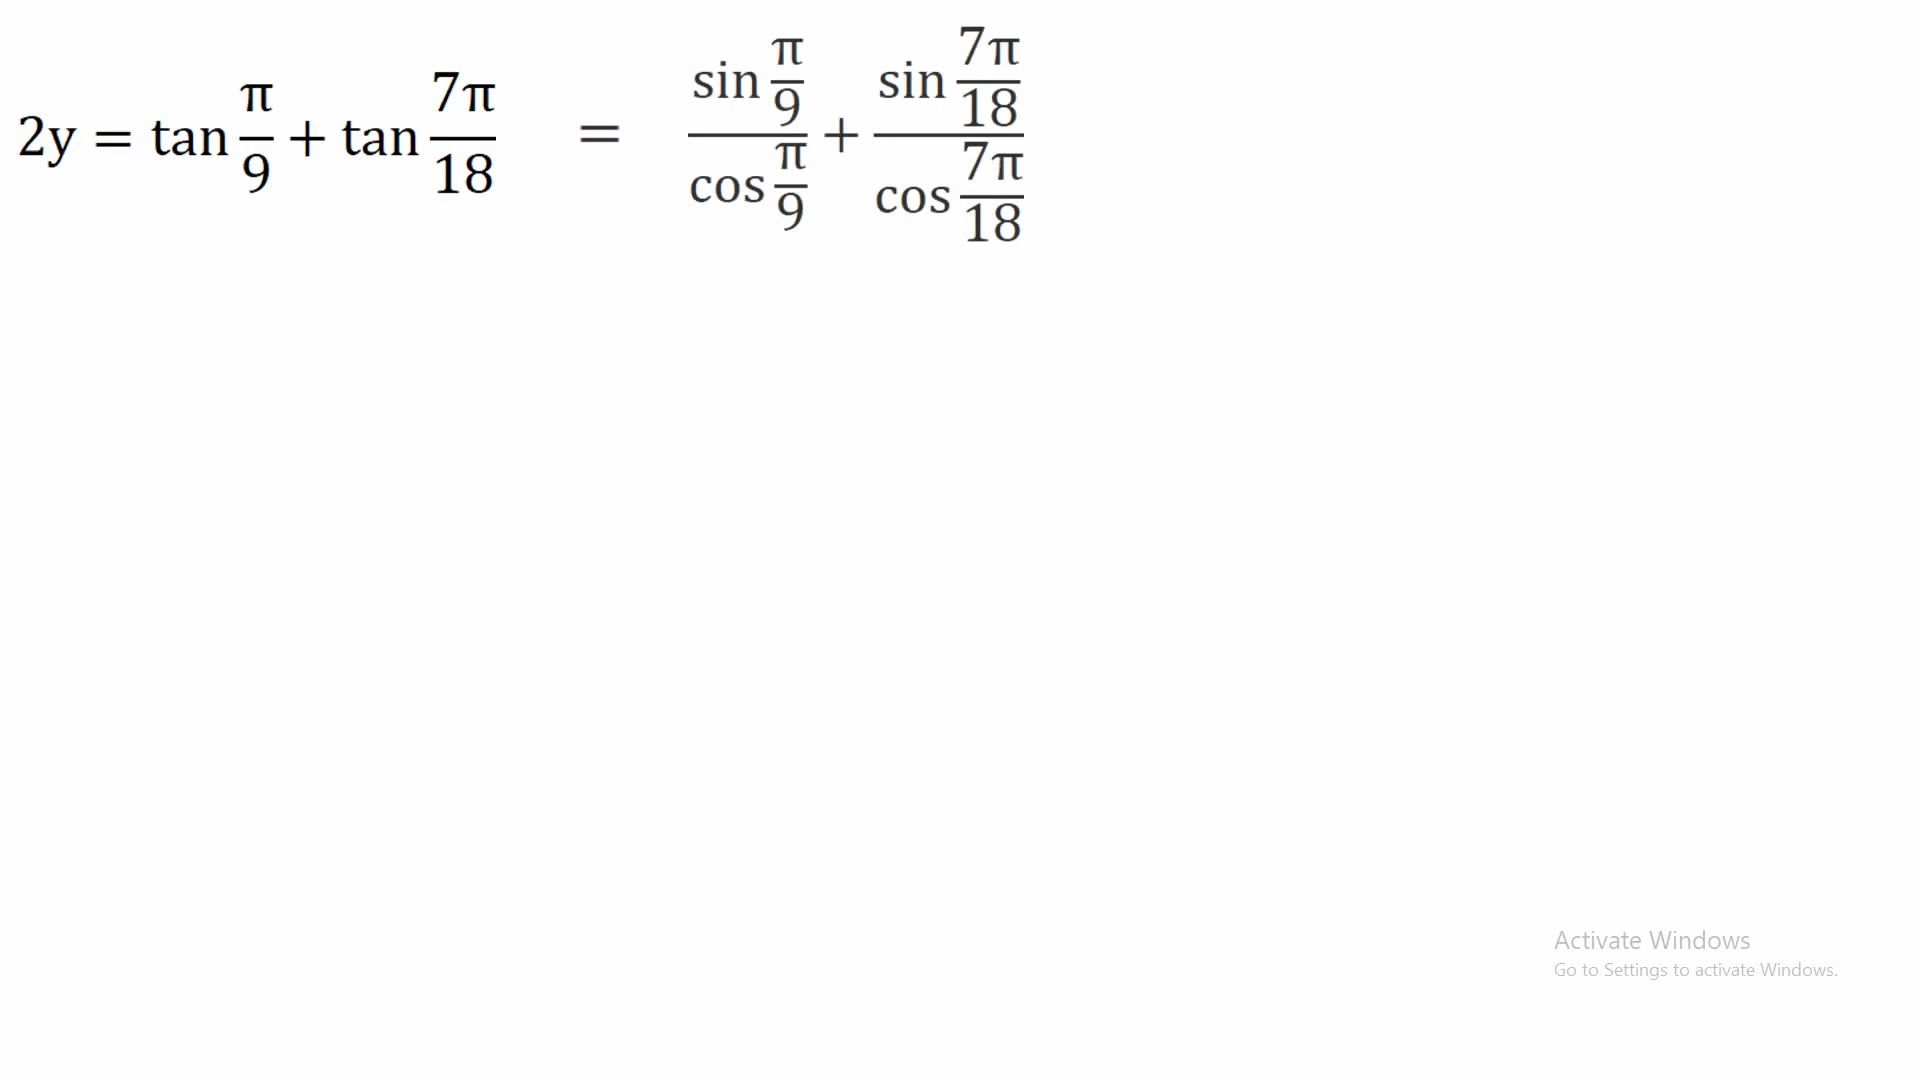 2y = tan π/9 + tan 7π/18 = (sin π/9)/(cos π/9) + (sin 7π/18)/(cos 7π/18)
Activate Windows
Go to Settings to activate Windows.